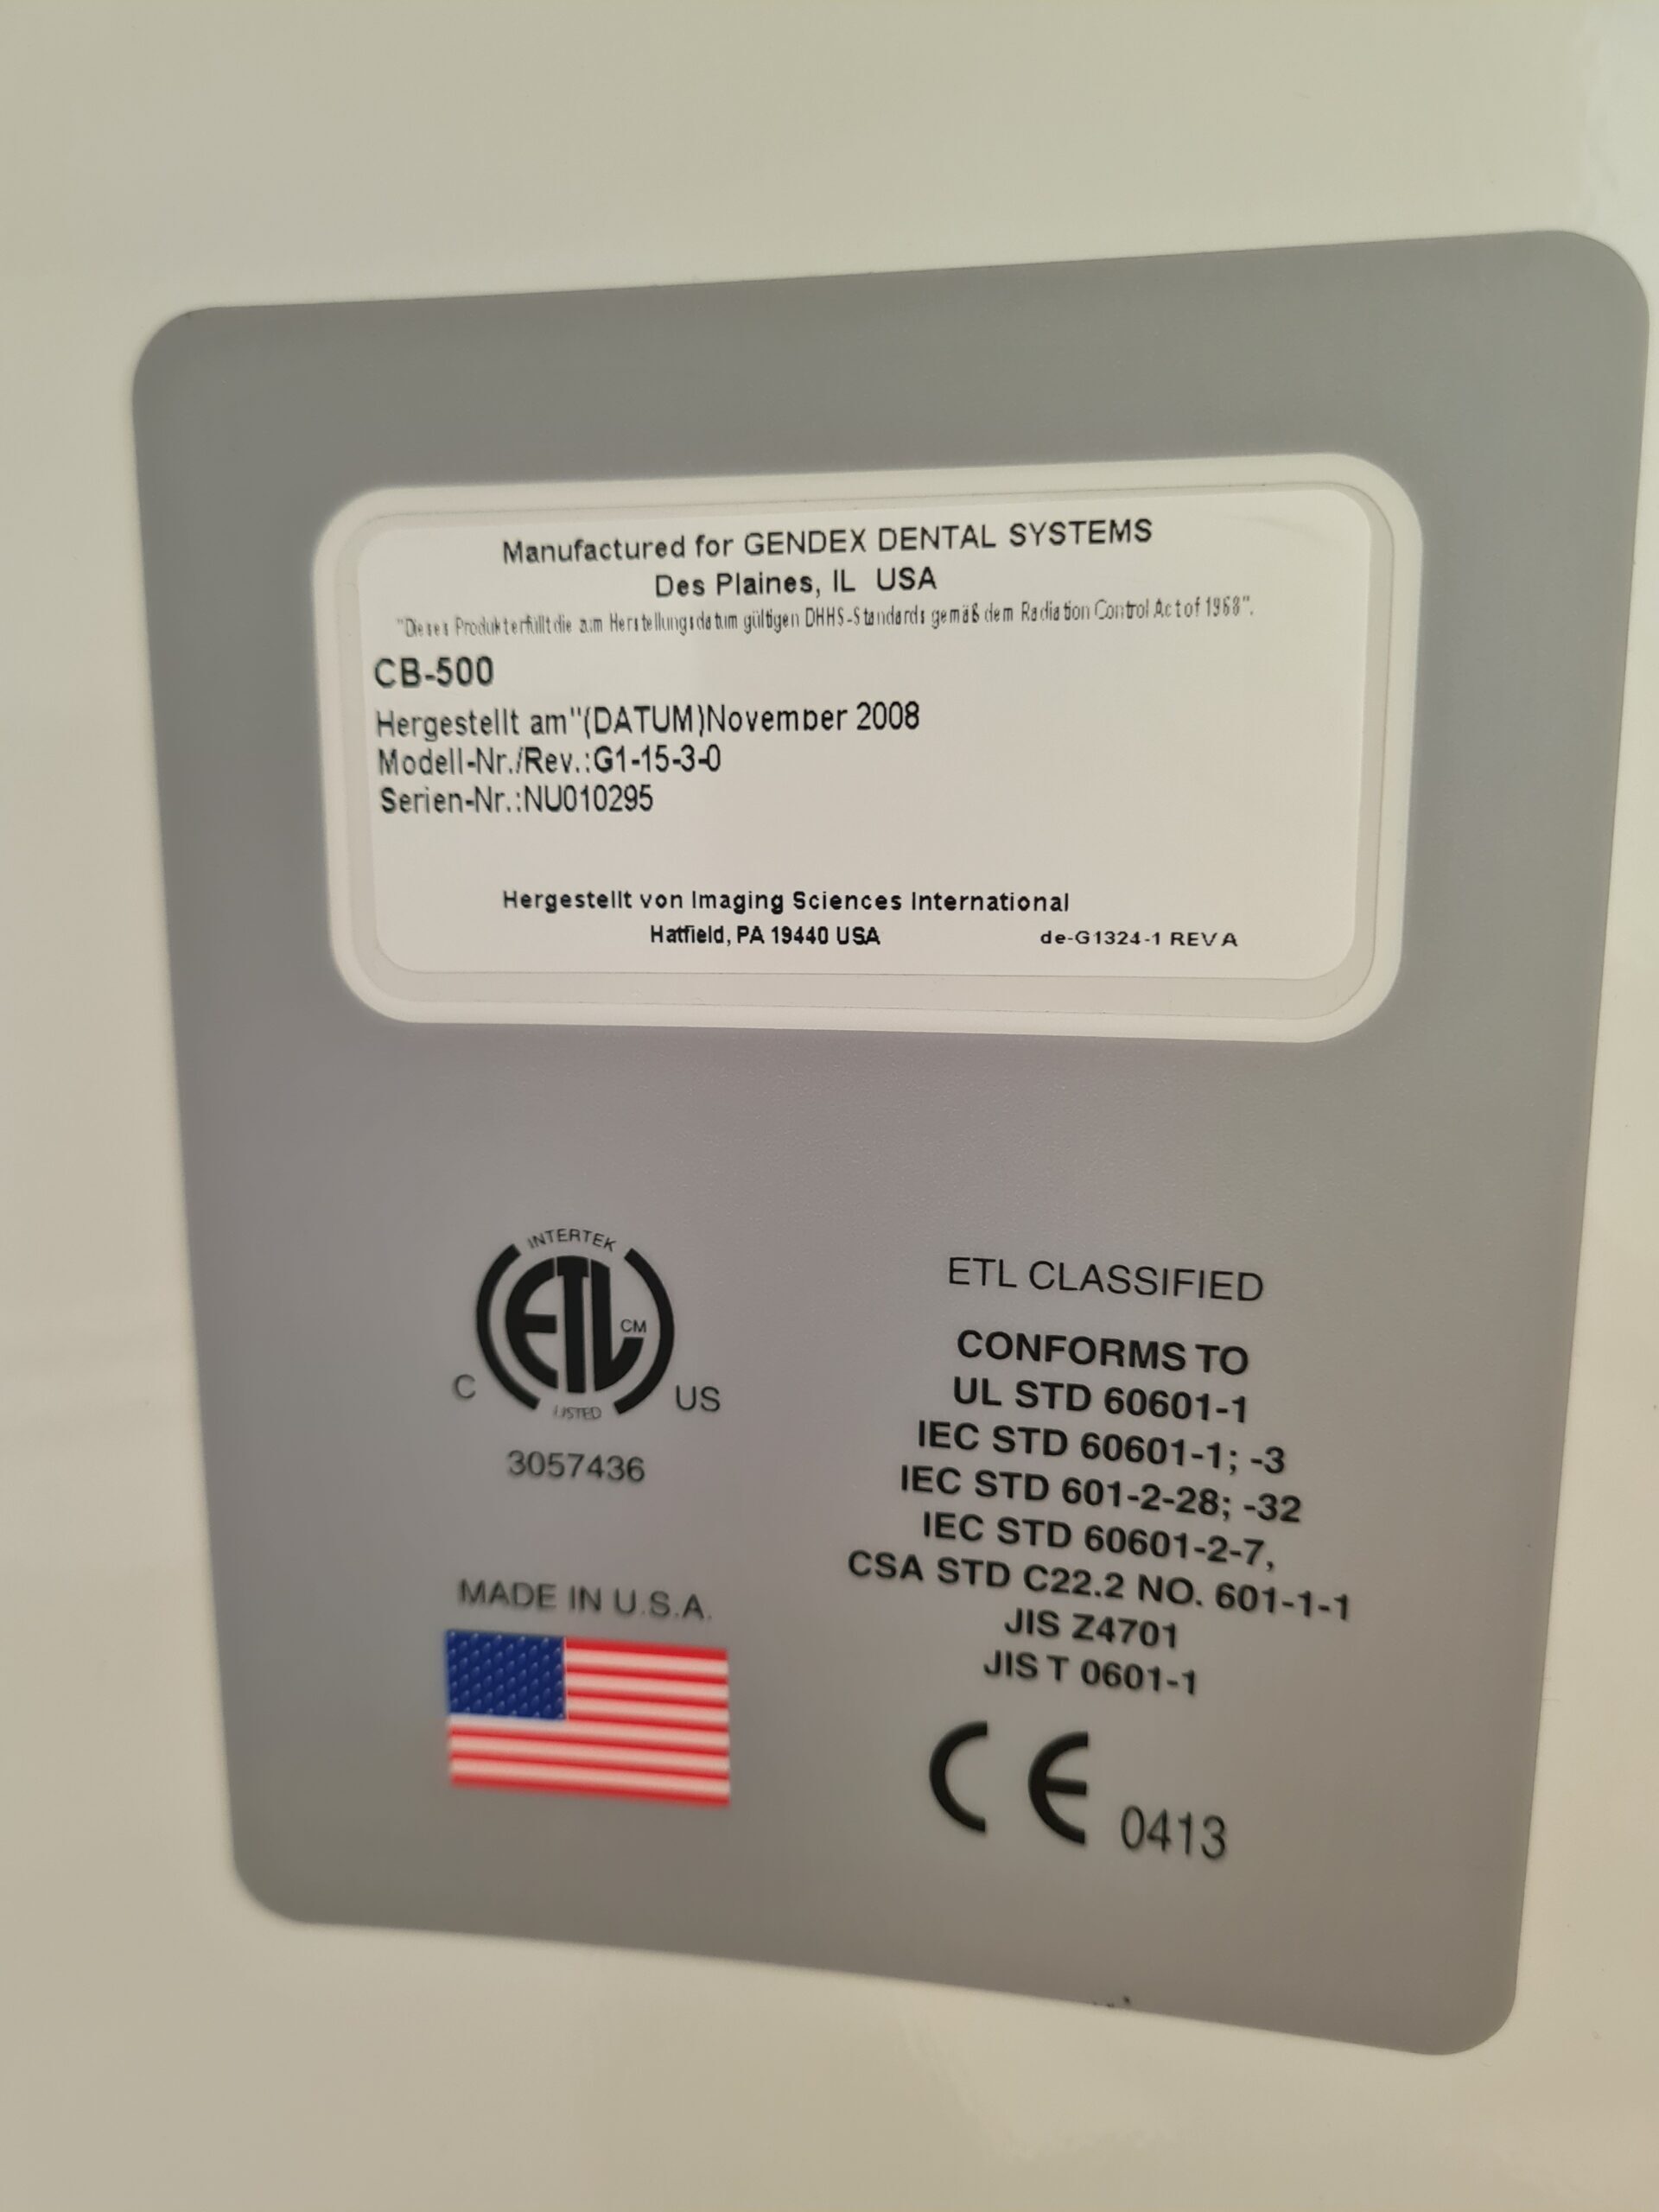 Manufactured for GENDEX DENTAL SYSTEMS
Des Plaines, IL USA
"Dieses Produkt erfüllt die zum Herstellungsdatum gültigen DHHS-Standards gemäß dem Radiation Control Act of 1968".
CB-500
Hergestellt am"(DATUM)November 2008
Modell-Nr./Rev.:G1-15-3-0
Serien-Nr.:NU010295
Hergestellt von Imaging Sciences International
Hatfield, PA 19440 USA
de-G1324-1 REV A
INTERTEK
ETL CM
C US
LISTED
3057436
MADE IN U.S.A.
ETL CLASSIFIED
CONFORMS TO
UL STD 60601-1
IEC STD 60601-1; -3
IEC STD 601-2-28; -32
IEC STD 60601-2-7,
CSA STD C22.2 NO. 601-1-1
JIS Z4701
JIS T 0601-1
CE 0413